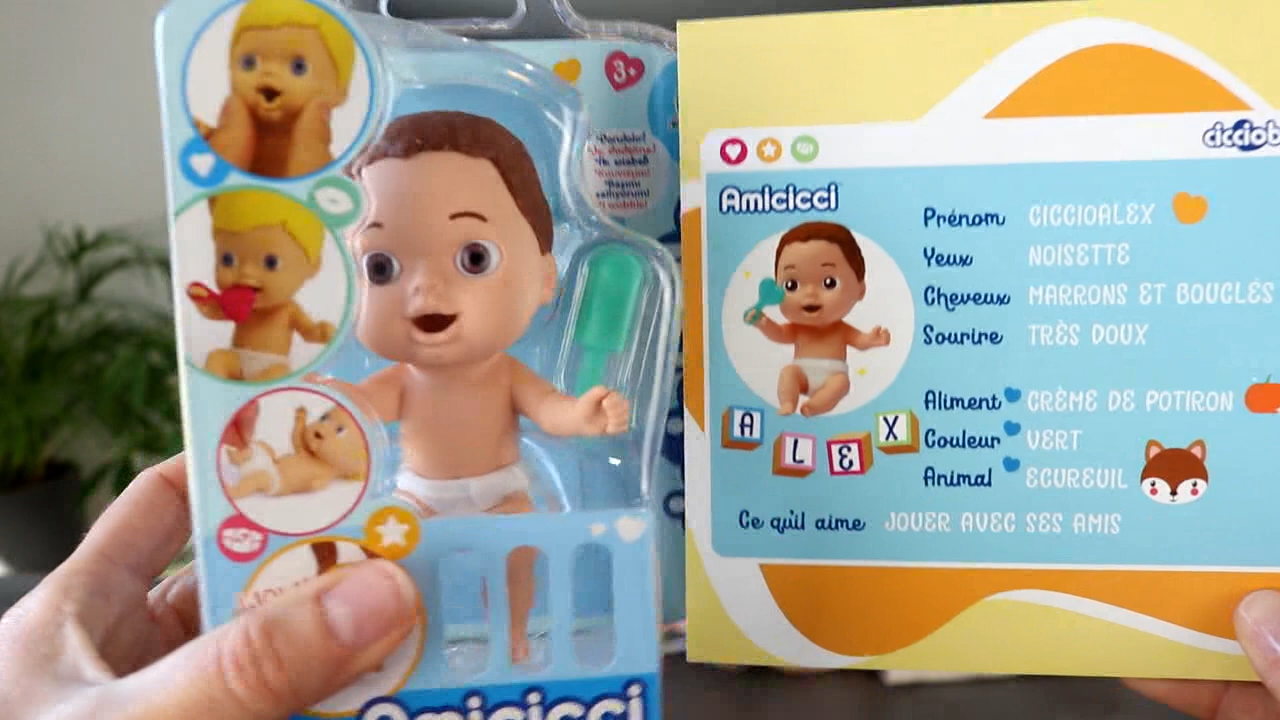 3+
Amicicci
cicciob
Amicicci
Prénom CICCIOALEX
Yeux NOISETTE
Cheveux MARRONS ET BOUCLÉS
Sourire TRÈS DOUX
Aliment CRÈME DE POTIRON
Couleur VERT
Animal ECUREUIL
A L E X
Ce qu'il aime JOUER AVEC SES AMIS